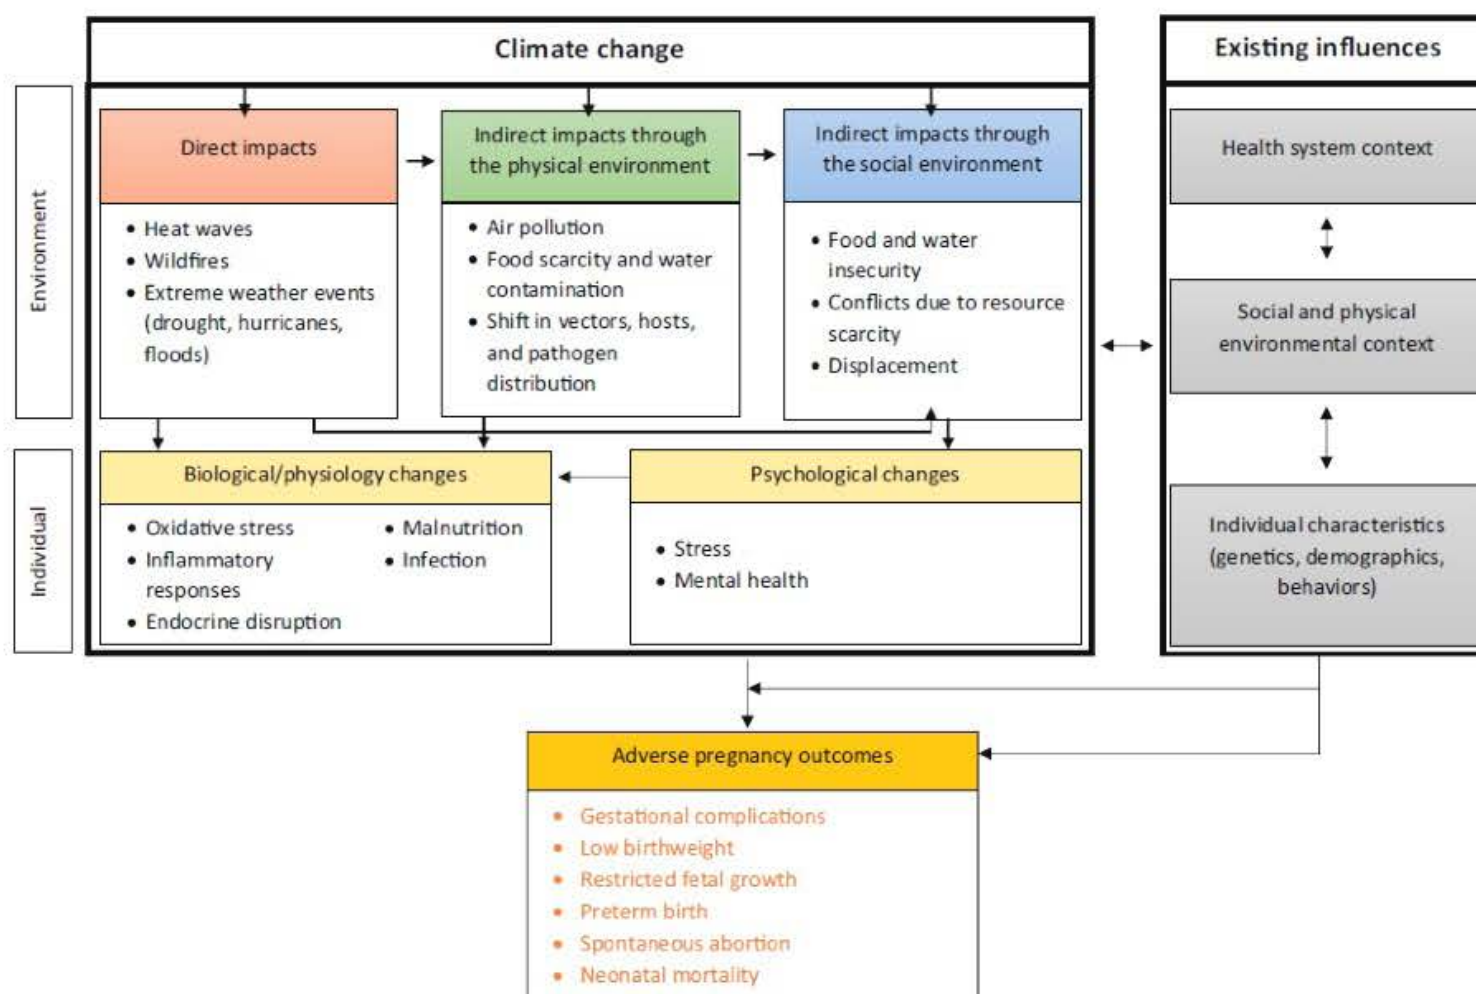 Climate change
Existing influences
Environment
Direct impacts
• Heat waves
• Wildfires
• Extreme weather events
(drought, hurricanes,
floods)
Indirect impacts through
the physical environment
• Air pollution
• Food scarcity and water
contamination
• Shift in vectors, hosts,
and pathogen
distribution
Indirect impacts through
the social environment
• Food and water
insecurity
• Conflicts due to resource
scarcity
• Displacement
Health system context
Social and physical
environmental context
Individual characteristics
(genetics, demographics,
behaviors)
Individual
Biological/physiology changes
• Oxidative stress
• Inflammatory
responses
• Endocrine disruption
• Malnutrition
• Infection
Psychological changes
• Stress
• Mental health
Adverse pregnancy outcomes
• Gestational complications
• Low birthweight
• Restricted fetal growth
• Preterm birth
• Spontaneous abortion
• Neonatal mortality